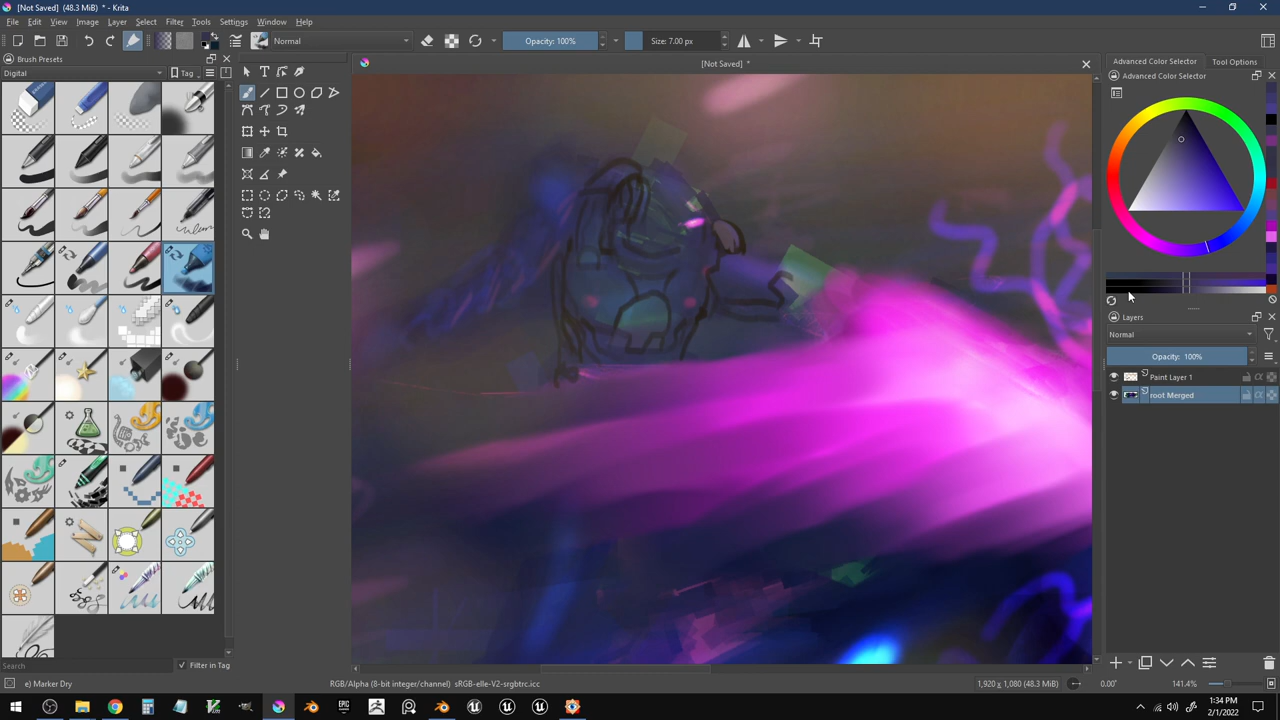 [Not Saved] (48.3 MiB) * - Krita
File Edit View Image Layer Select Filter Tools Settings Window Help
Normal
Opacity: 100%
Size: 7.00 px
Brush Presets
[Not Saved] *
Advanced Color Selector
Tool Options
Digital
Tag
Advanced Color Selector
Layers
Normal
Opacity: 100%
Paint Layer 1
root Merged
Search
Filter in Tag
e) Marker Dry
RGB/Alpha (8-bit integer/channel) sRGB-elle-V2-srgbtrc.icc
1,920 x 1,080 (48.3 MiB)
0.00°
141.4%
EPIC
1:34 PM
2/1/2022